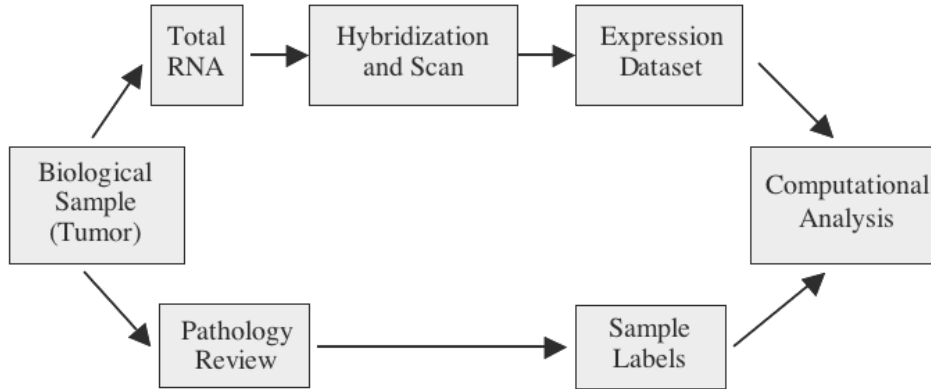 Total
RNA
Hybridization
and Scan
Expression
Dataset
Biological
Sample
(Tumor)
Computational
Analysis
Pathology
Review
Sample
Labels